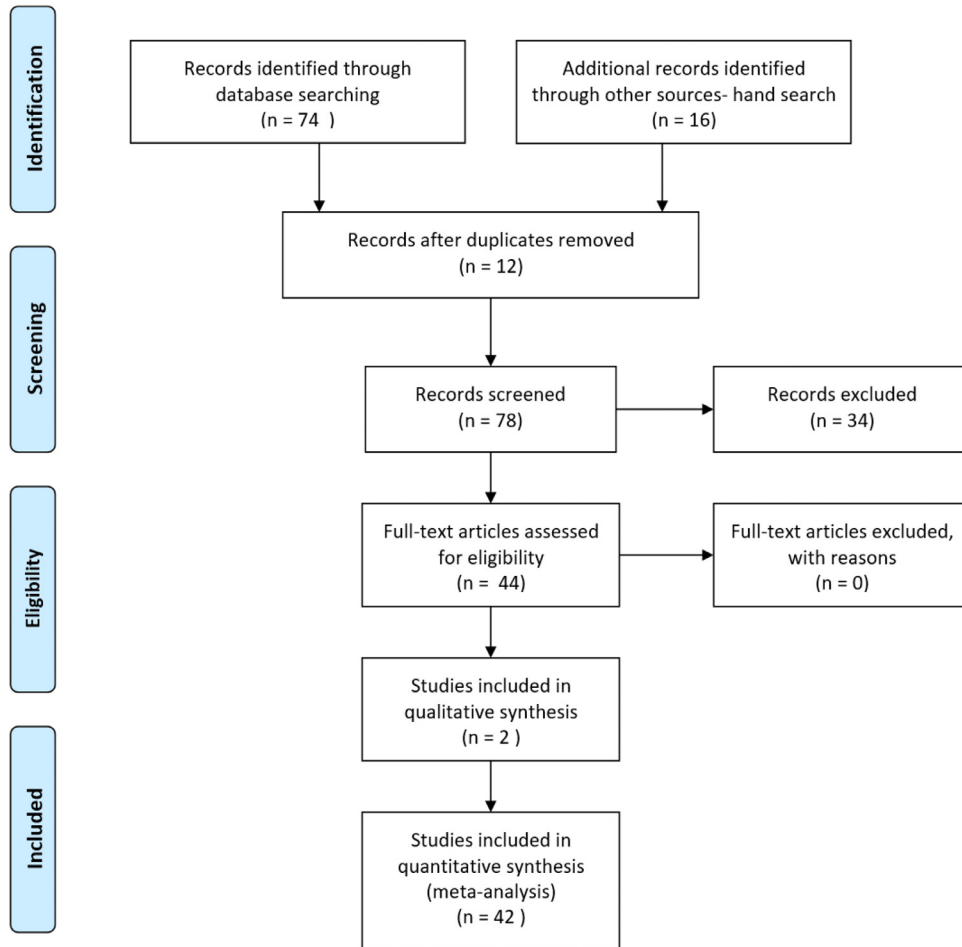 Identification
Records identified through
database searching
(n = 74  )
Additional records identified
through other sources- hand search
(n = 16)
Screening
Records after duplicates removed
(n = 12)
Records screened
(n = 78)
Records excluded
(n = 34)
Eligibility
Full-text articles assessed
for eligibility
(n =  44)
Full-text articles excluded,
with reasons
(n = 0)
Studies included in
qualitative synthesis
(n = 2 )
Included
Studies included in
quantitative synthesis
(meta-analysis)
(n = 42 )